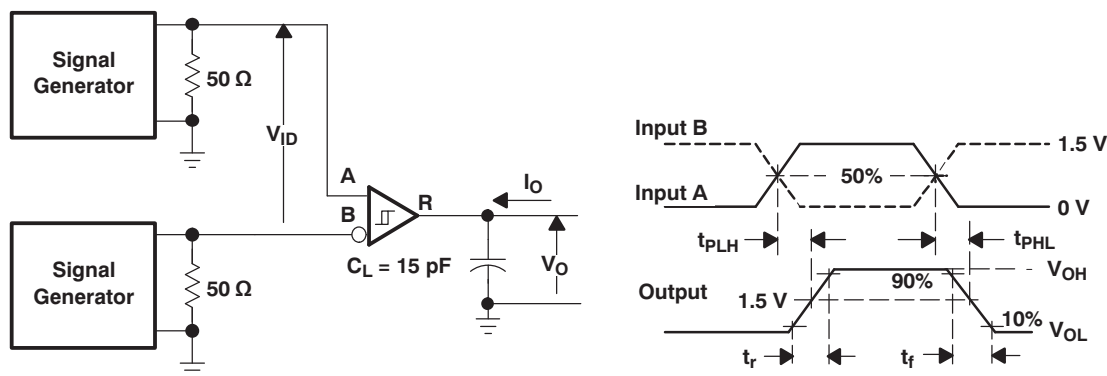 Signal
Generator
50 Ω
V_ID
Signal
Generator
50 Ω
A
B
R
I_O
C_L = 15 pF
V_O
Input B
1.5 V
50%
Input A
0 V
t_PLH
t_PHL
V_OH
90%
Output
1.5 V
10%
V_OL
t_r
t_f